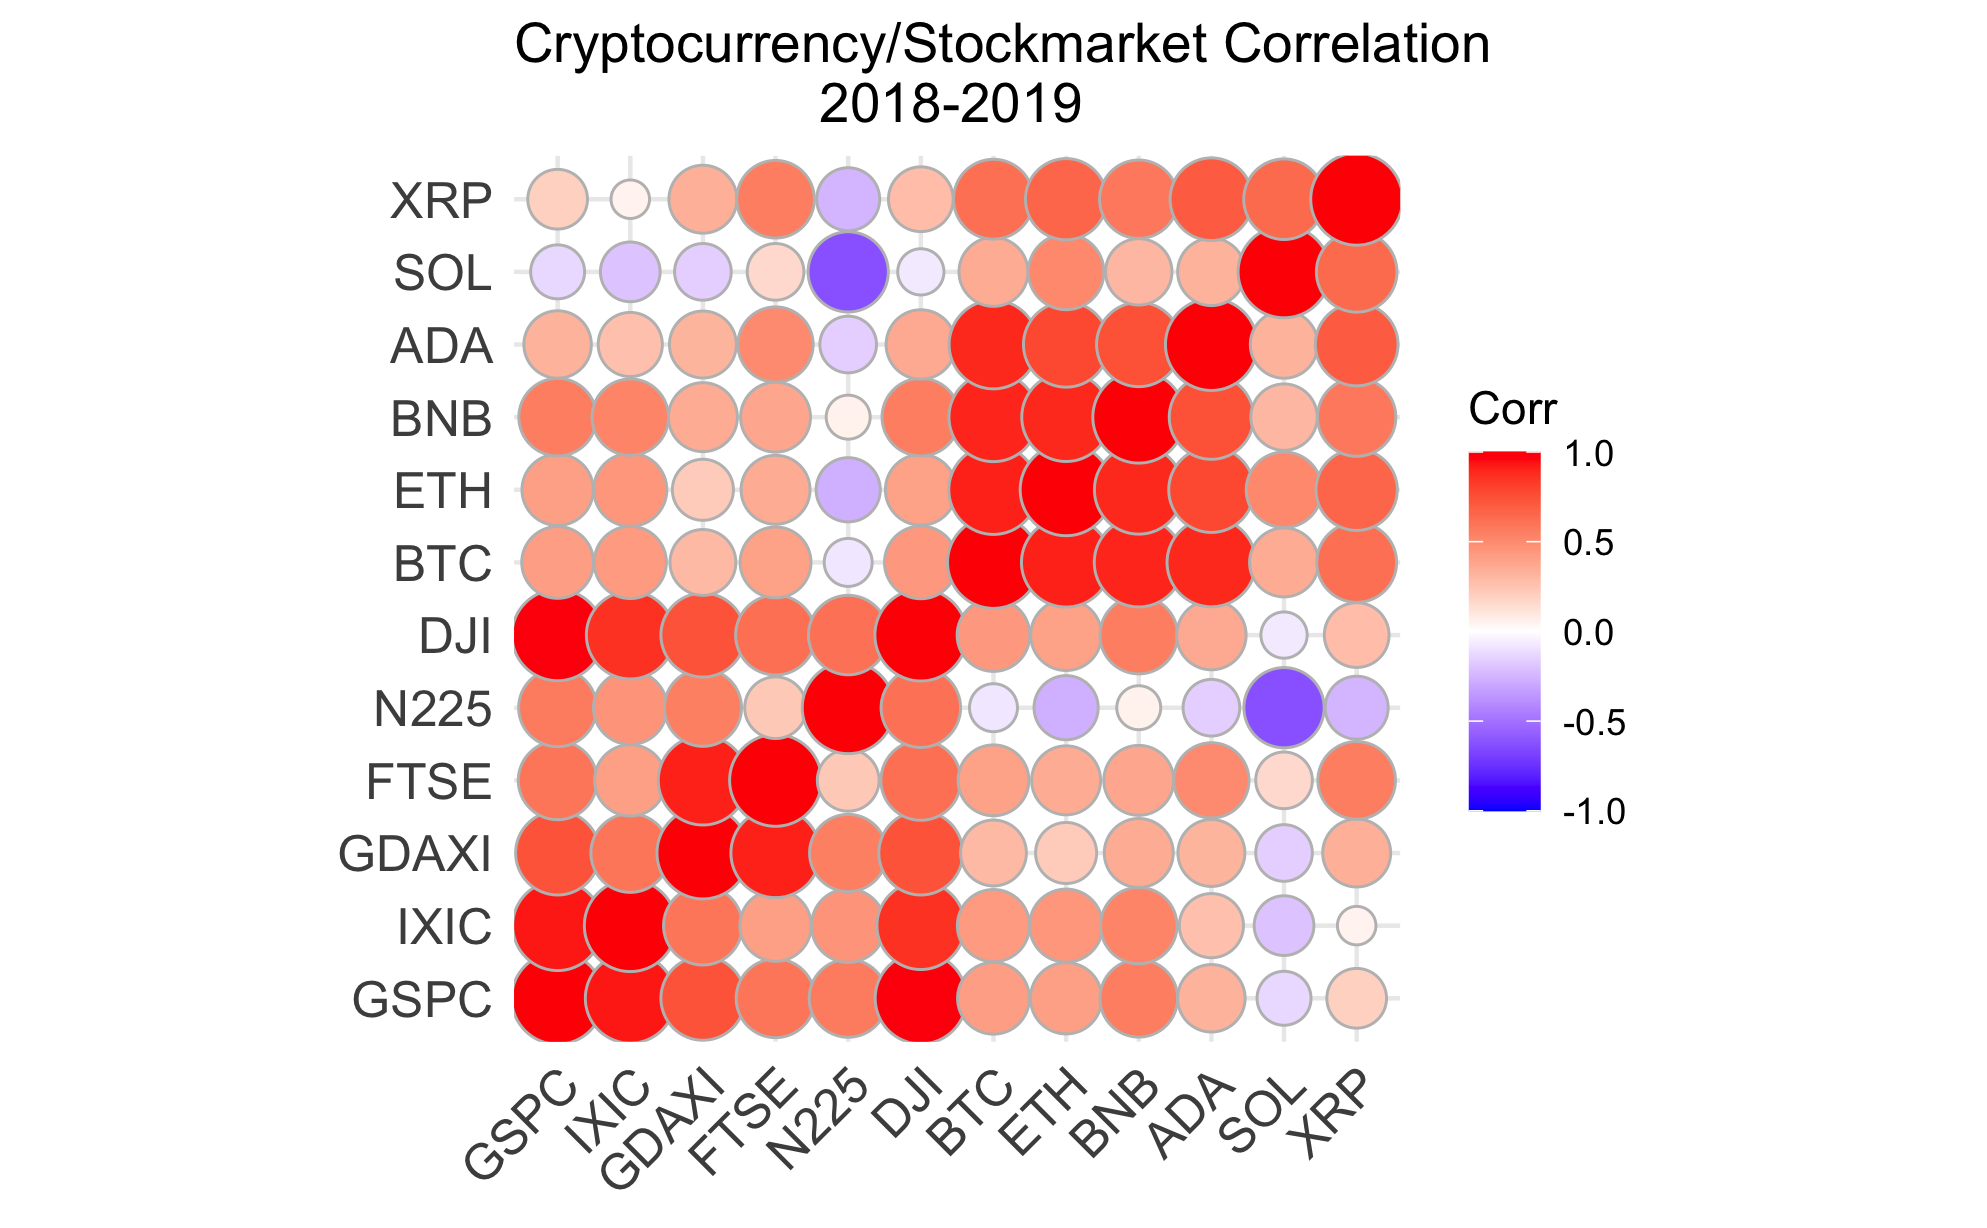 Cryptocurrency/Stockmarket Correlation
2018-2019
XRP
SOL
ADA
BNB
ETH
BTC
DJI
N225
FTSE
GDAXI
IXIC
GSPC
GSPC
IXIC
GDAXI
FTSE
N225
DJI
BTC
ETH
BNB
ADA
SOL
XRP
Corr
1.0
0.5
0.0
-0.5
-1.0